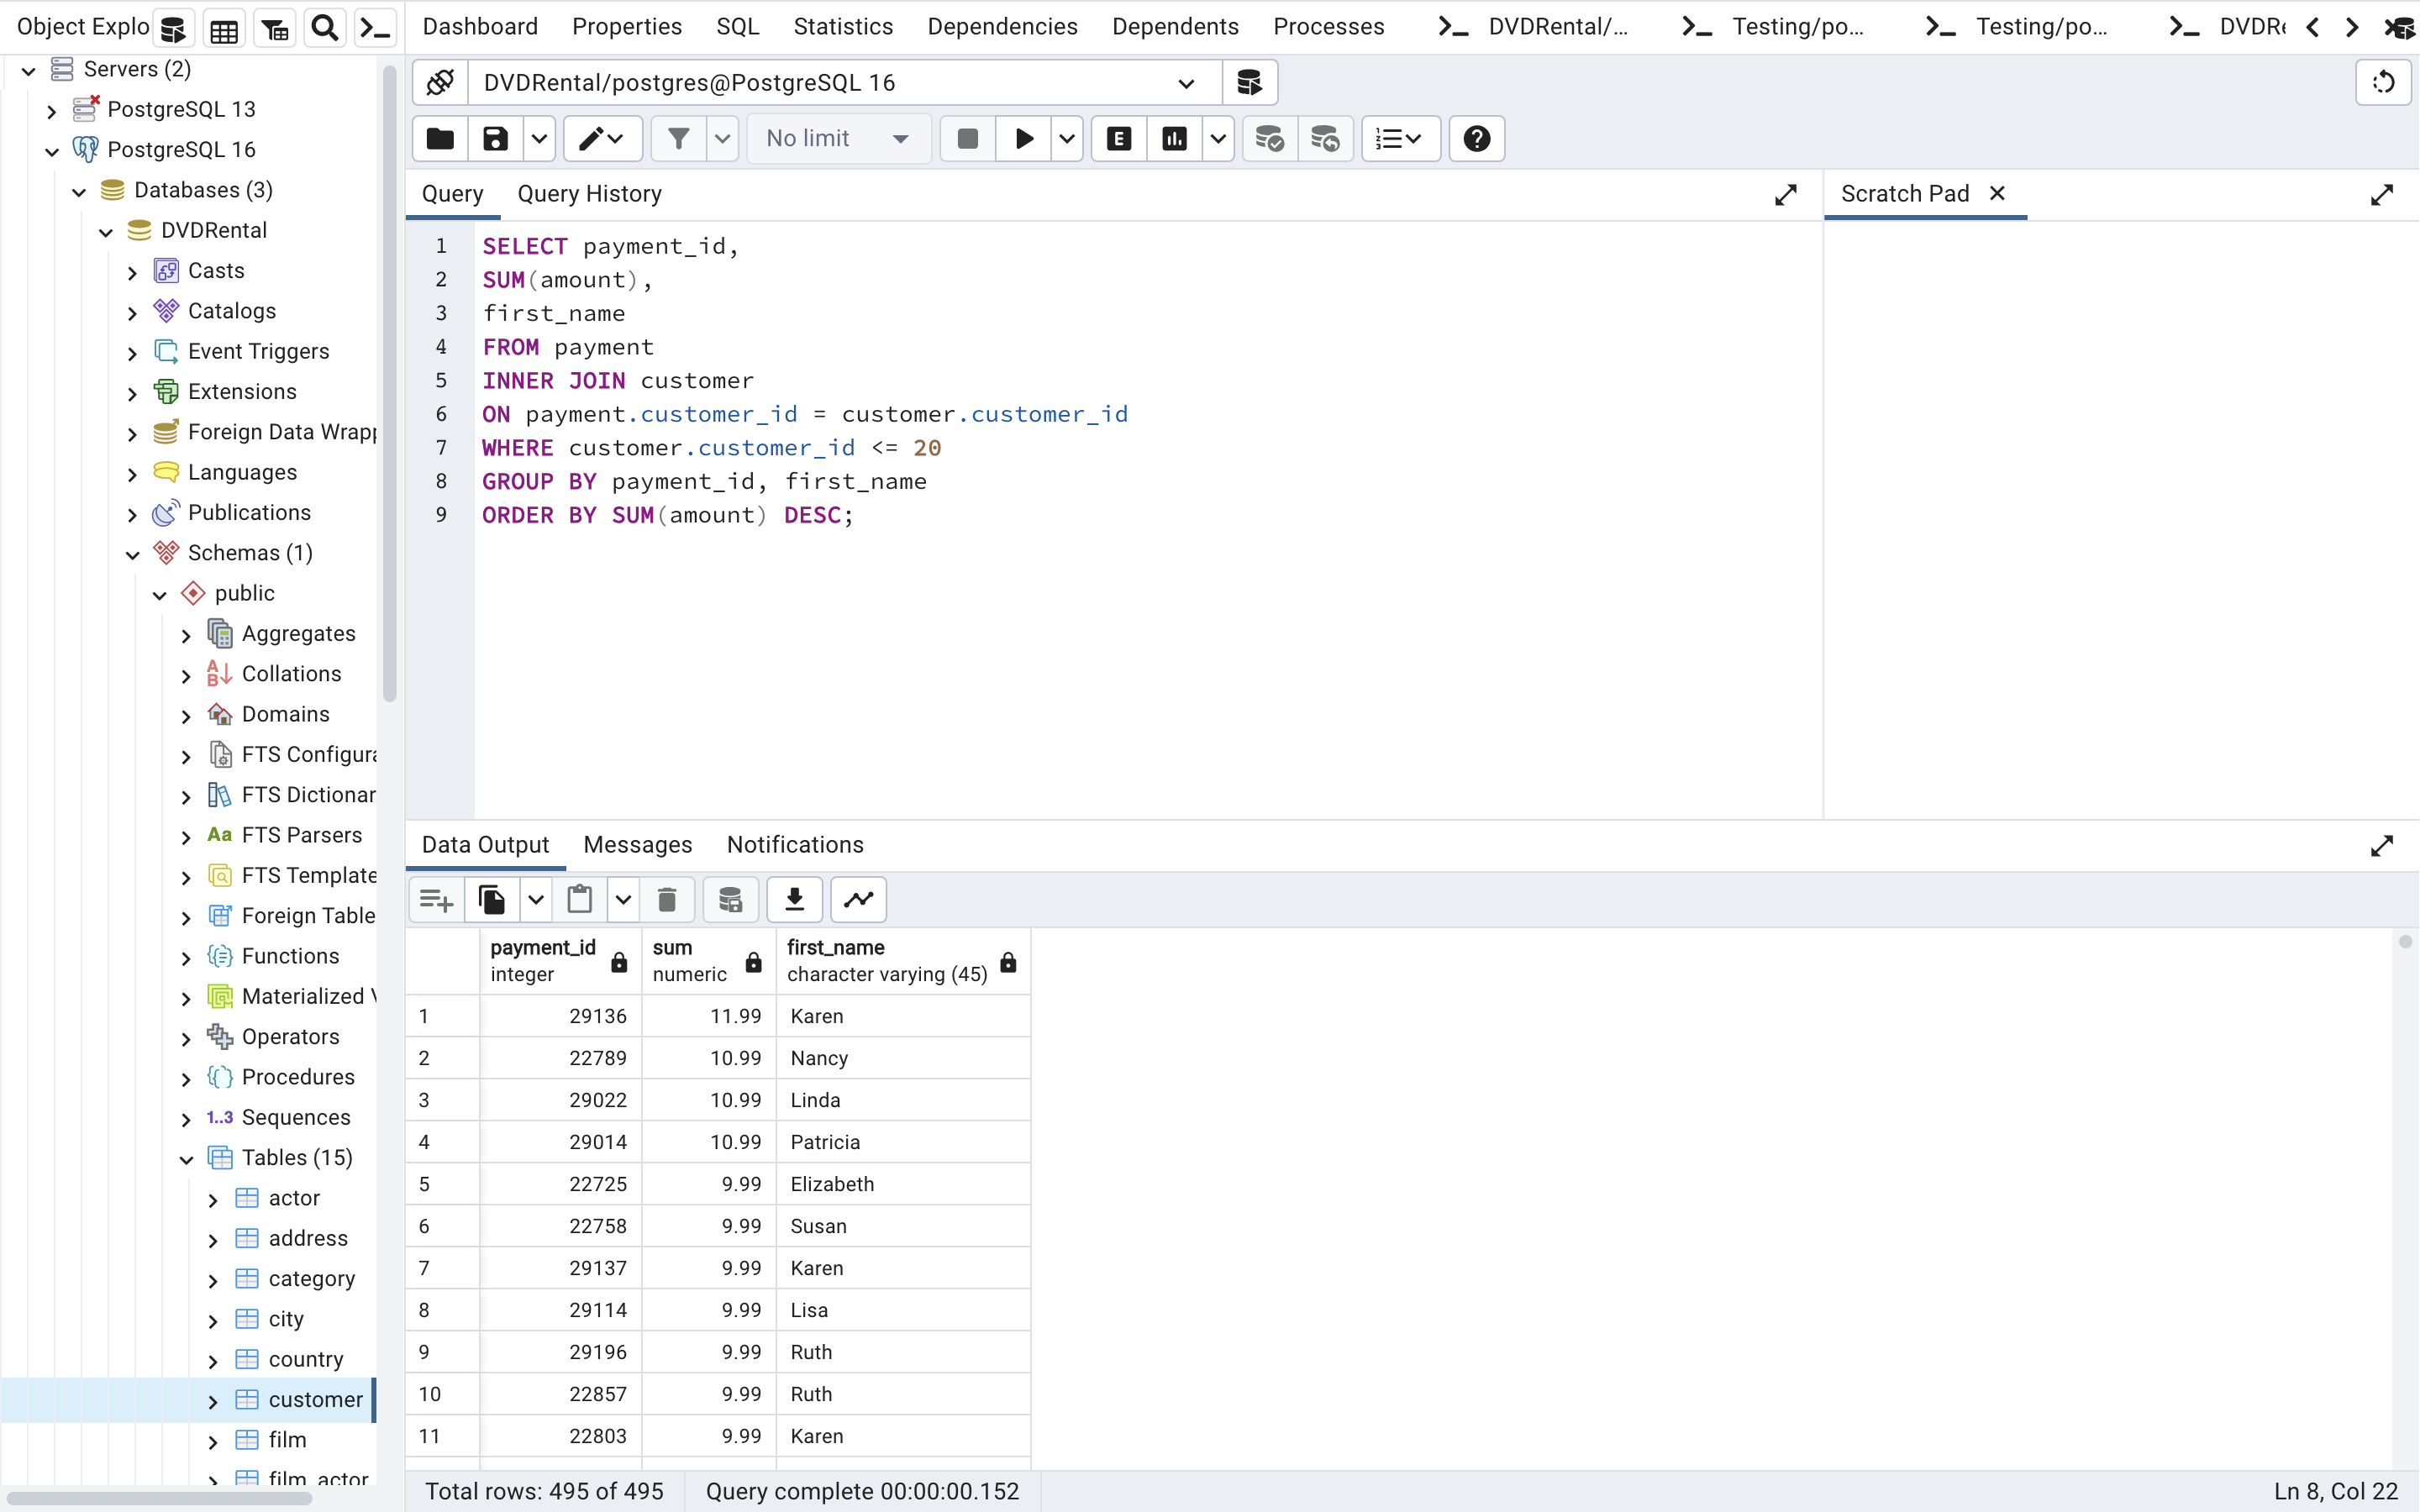 Object Explo
Dashboard Properties SQL Statistics Dependencies Dependents Processes DVDRental/... Testing/po... Testing/po... DVDR
Servers (2)
PostgreSQL 13
PostgreSQL 16
Databases (3)
DVDRental
Casts
Catalogs
Event Triggers
Extensions
Foreign Data Wrap
Languages
Publications
Schemas (1)
public
Aggregates
Collations
Domains
FTS Configura
FTS Dictionar
Aa FTS Parsers
FTS Template
Foreign Table
Functions
Materialized V
Operators
Procedures
1..3 Sequences
Tables (15)
actor
address
category
city
country
customer
film
film_actor
DVDRental/postgres@PostgreSQL 16
No limit
E
Query Query History
Scratch Pad
1 SELECT payment_id,
2 SUM(amount),
3 first_name
4 FROM payment
5 INNER JOIN customer
6 ON payment.customer_id = customer.customer_id
7 WHERE customer.customer_id <= 20
8 GROUP BY payment_id, first_name
9 ORDER BY SUM(amount) DESC;
Data Output Messages Notifications
payment_id sum first_name
integer numeric character varying (45)
1 29136 11.99 Karen
2 22789 10.99 Nancy
3 29022 10.99 Linda
4 29014 10.99 Patricia
5 22725 9.99 Elizabeth
6 22758 9.99 Susan
7 29137 9.99 Karen
8 29114 9.99 Lisa
9 29196 9.99 Ruth
10 22857 9.99 Ruth
11 22803 9.99 Karen
Total rows: 495 of 495 Query complete 00:00:00.152 Ln 8, Col 22